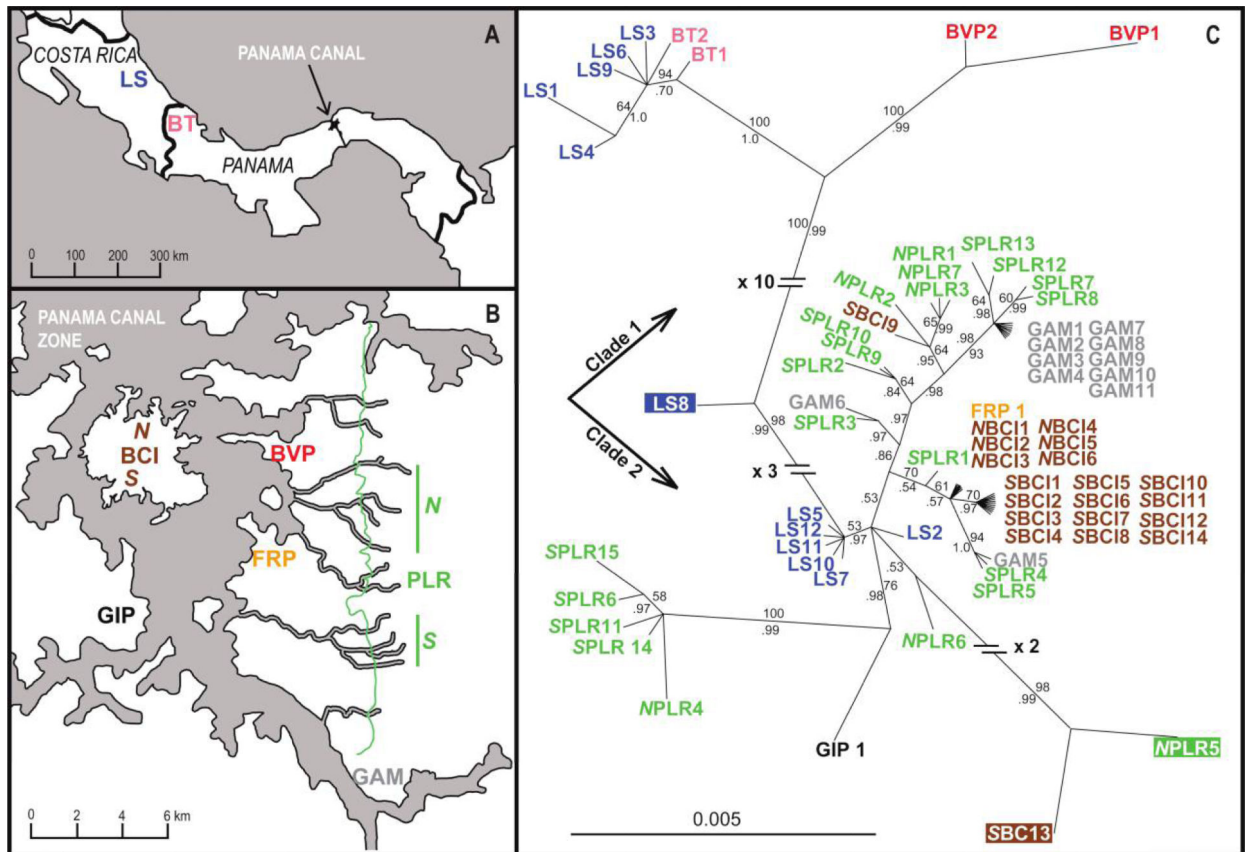 A
COSTA RICA
LS
BT
PANAMA CANAL
PANAMA
0 100 200 300 km
B
PANAMA CANAL
ZONE
N
BCI
S
BVP
N
FRP
PLR
GIP
S
GAM
0 2 4 6 km
C
LS3
LS6
LS9
LS1
LS4
BT2
BT1
94
.70
64
1.0
BVP2
BVP1
100
.99
100
1.0
100
.99
x 10
Clade 1
Clade 2
LS8
98
.99
x 3
NPLR1
NPLR7
NPLR3
NPLR2
SBCI9
SPLR10
SPLR9
SPLR2
SPLR13
SPLR12
SPLR7
SPLR8
64
.98
60
.99
65
.99
64
.95
.98
93
64
.84
.98
GAM1 GAM7
GAM2 GAM8
GAM3 GAM9
GAM4 GAM10
GAM11
GAM6
SPLR3
.97
.97
.86
FRP 1
NBCI1 NBCI4
NBCI2 NBCI5
NBCI3 NBCI6
SPLR1
70
.54
61
.57
70
.97
SBCI1 SBCI5 SBCI10
SBCI2 SBCI6 SBCI11
SBCI3 SBCI7 SBCI12
SBCI4 SBCI8 SBCI14
94
1.0
GAM5
SPLR4
SPLR5
.53
LS5
LS12
LS11
LS10
LS7
53
.97
LS2
.53
76
.98
SPLR15
SPLR6
SPLR11
SPLR 14
58
.97
100
.99
NPLR4
NPLR6
x 2
GIP 1
98
.99
NPLR5
SBC13
0.005